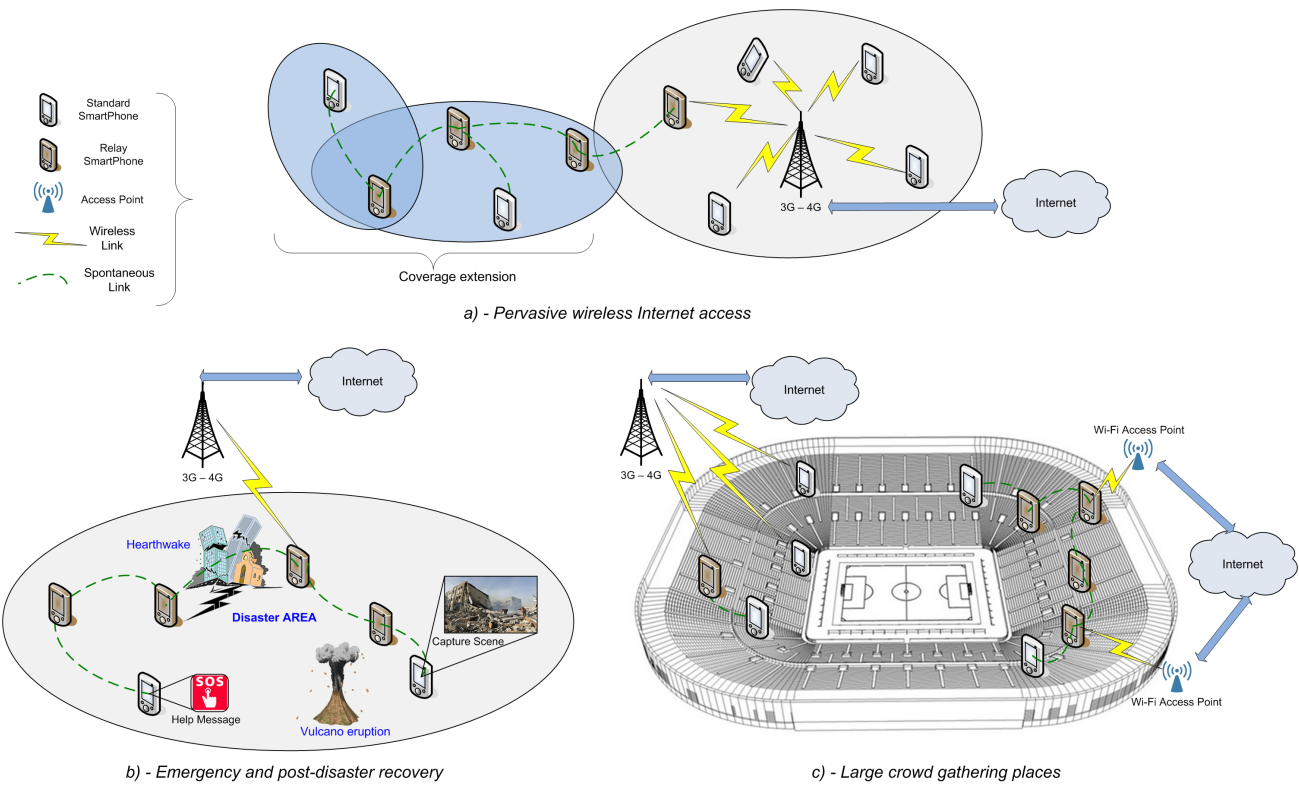 Standard
SmartPhone
Relay
SmartPhone
Access Point
Wireless
Link
Spontaneous
Link
3G – 4G
Internet
Coverage extension
a) - Pervasive wireless Internet access
Internet
3G – 4G
Hearthwake
Disaster AREA
Capture Scene
SOS
Help Message
Vulcano eruption
b) - Emergency and post-disaster recovery
Internet
3G – 4G
Wi-Fi Access Point
Internet
Wi-Fi Access Point
c) - Large crowd gathering places